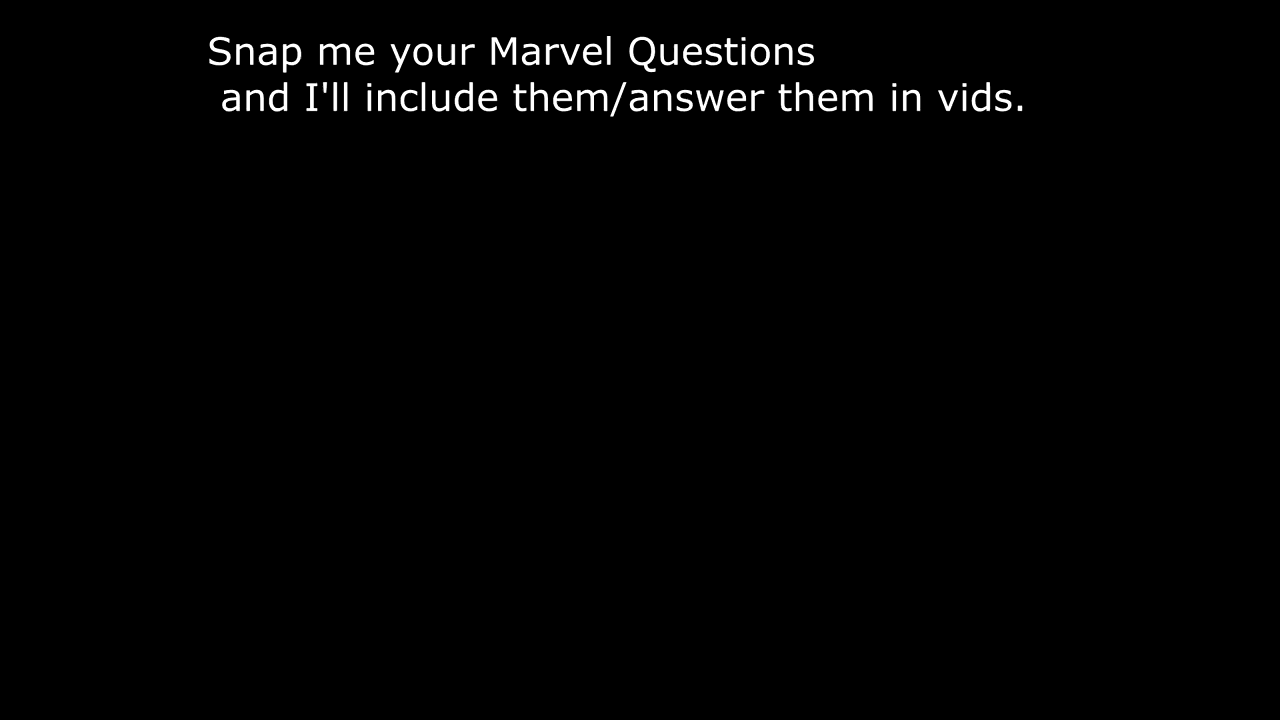 Snap me your Marvel Questions
and I'll include them/answer them in vids.